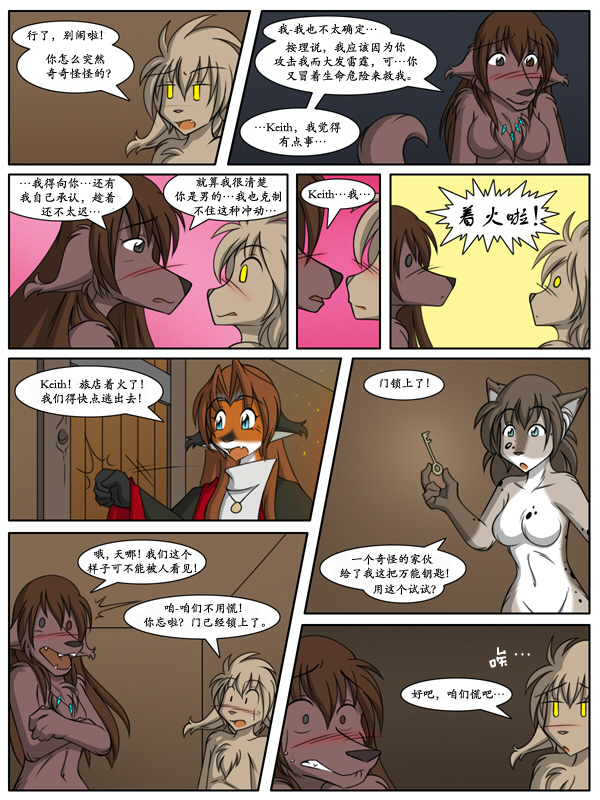 行了，别闹啦！
你怎么突然
奇奇怪怪的？
我-我也不太确定…
按理说，我应该因为你
攻击我而大发雷霆，可…你
又冒着生命危险来救我。
…Keith，我觉得
有点事…
…我得向你…还有
我自己承认，趁着
还不太迟…
就算我很清楚
你是男的…我也克制
不住这种冲动…
Keith…我…
着火啦！
Keith！旅店着火了！
我们得快点逃出去！
门锁上了！
一个奇怪的家伙
给了我这把万能钥匙！
用这个试试？
哦，天哪！我们这个
样子可不能被人看见！
咱-咱们不用慌！
你忘啦？门已经锁上了。
唉…
好吧，咱们慌吧…